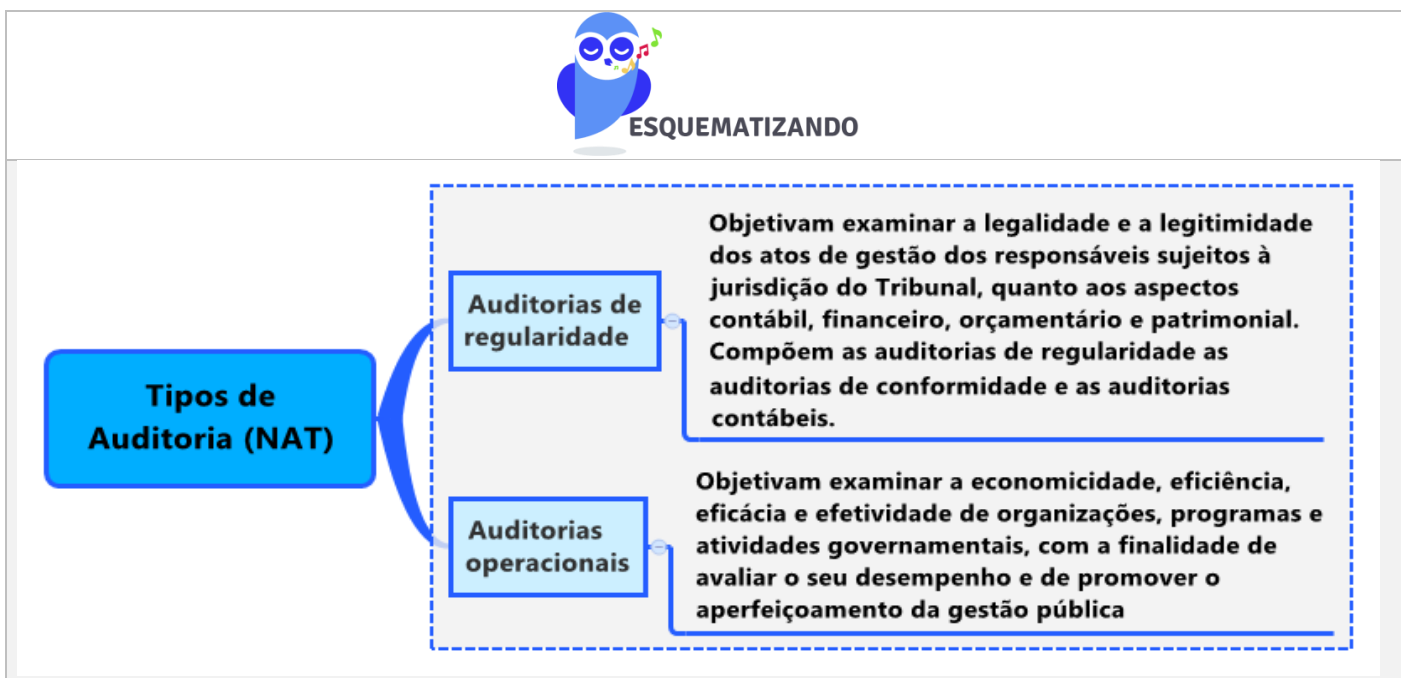 ESQUEMATIZANDO
Tipos de
Auditoria (NAT)
Auditorias de
regularidade
Objetivam examinar a legalidade e a legitimidade
dos atos de gestão dos responsáveis sujeitos à
jurisdição do Tribunal, quanto aos aspectos
contábil, financeiro, orçamentário e patrimonial.
Compõem as auditorias de regularidade as
auditorias de conformidade e as auditorias
contábeis.
Auditorias
operacionais
Objetivam examinar a economicidade, eficiência,
eficácia e efetividade de organizações, programas e
atividades governamentais, com a finalidade de
avaliar o seu desempenho e de promover o
aperfeiçoamento da gestão pública